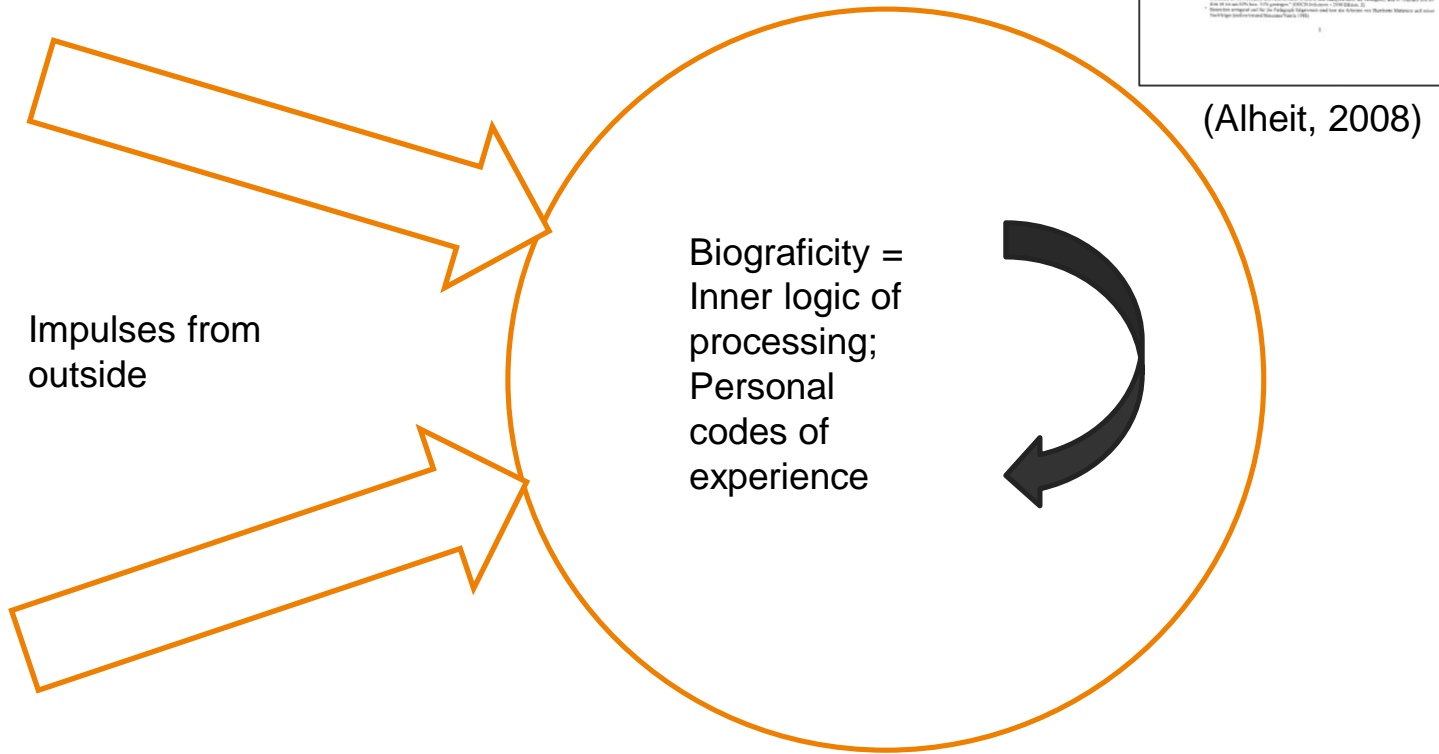 (Alheit, 2008)
Impulses from
outside
Biograficity =
Inner logic of
processing;
Personal
codes of
experience